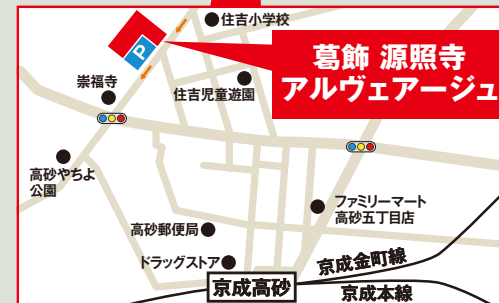 住吉小学校
P
葛飾 源照寺
アルヴェアージュ
崇福寺
住吉児童遊園
高砂やちよ
公園
ファミリーマート
高砂五丁目店
高砂郵便局
ドラッグストア
京成金町線
京成高砂
京成本線